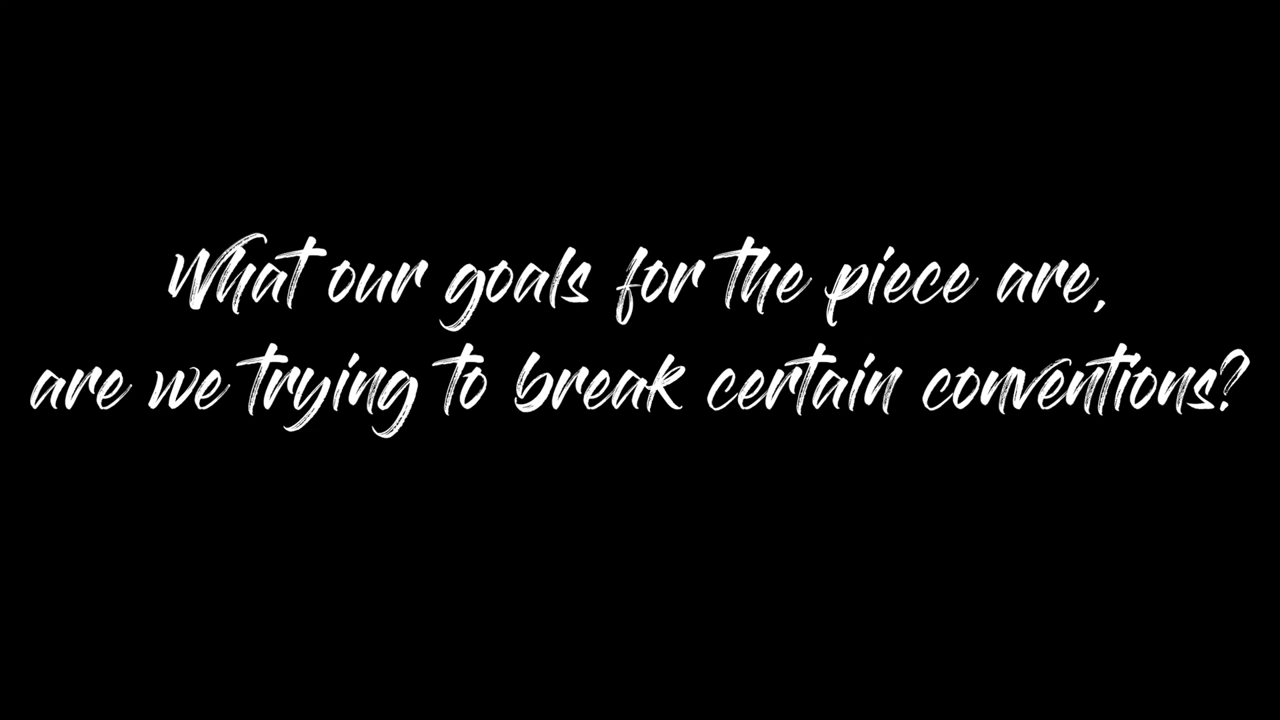 What our goals for the piece are,
are we trying to break certain conventions?